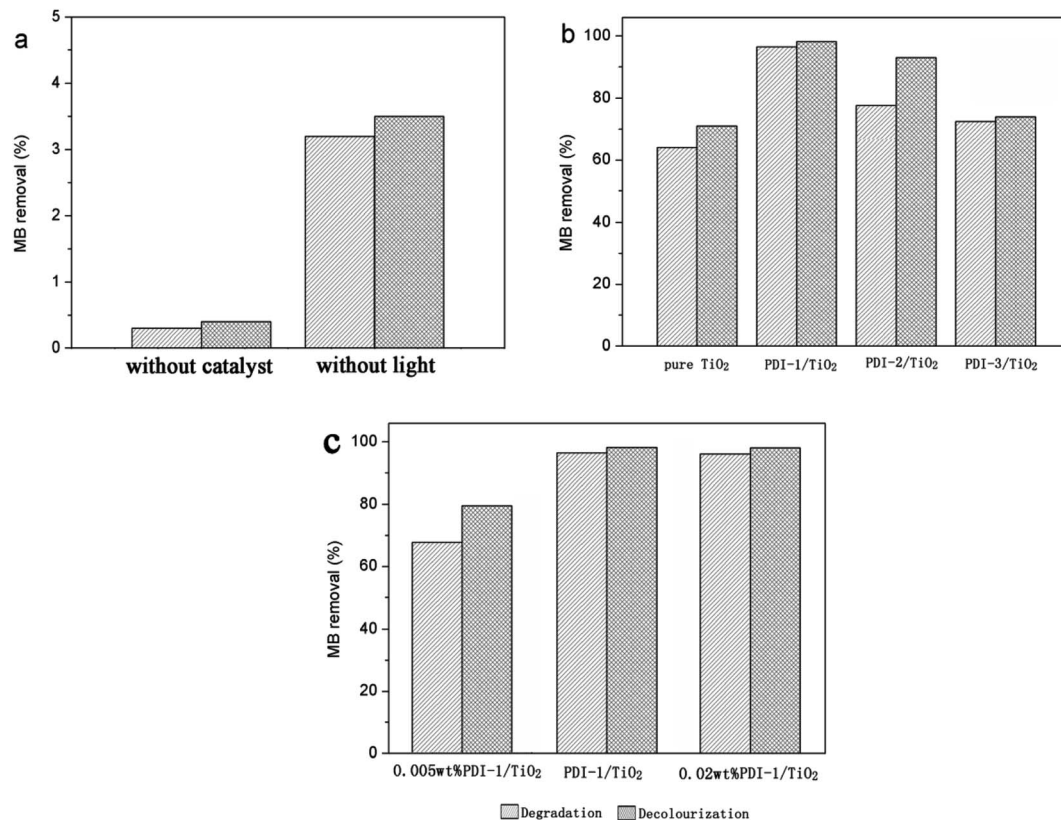 a
5
4
3
2
1
0
MB removal (%)
without catalyst
without light
b
100
80
60
40
20
0
MB removal (%)
pure TiO₂
PDI-1/TiO₂
PDI-2/TiO₂
PDI-3/TiO₂
c
100
80
60
40
20
0
MB removal (%)
0.005wt%PDI-1/TiO₂
PDI-1/TiO₂
0.02wt%PDI-1/TiO₂
Degradation
Decolourization